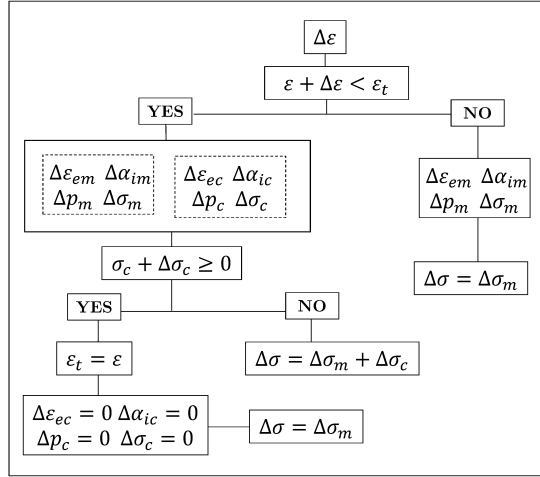 Δε
ε + Δε < ε_t
YES
NO
Δε_em Δα_im
Δp_m Δσ_m
Δε_ec Δα_ic
Δp_c Δσ_c
Δε_em Δα_im
Δp_m Δσ_m
σ_c + Δσ_c ≥ 0
Δσ = Δσ_m
YES
NO
ε_t = ε
Δσ = Δσ_m + Δσ_c
Δε_ec = 0 Δα_ic = 0
Δp_c = 0 Δσ_c = 0
Δσ = Δσ_m